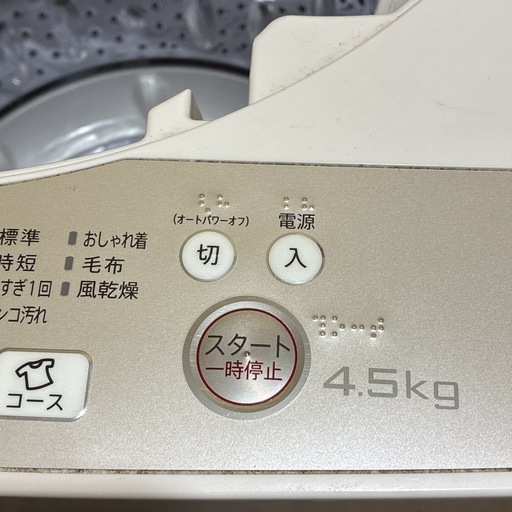 (オートパワーオフ)
電源
切
入
標準
おしゃれ着
時短
毛布
すぎ1回
風乾燥
ンコ汚れ
スタート
一時停止
コース
4.5kg